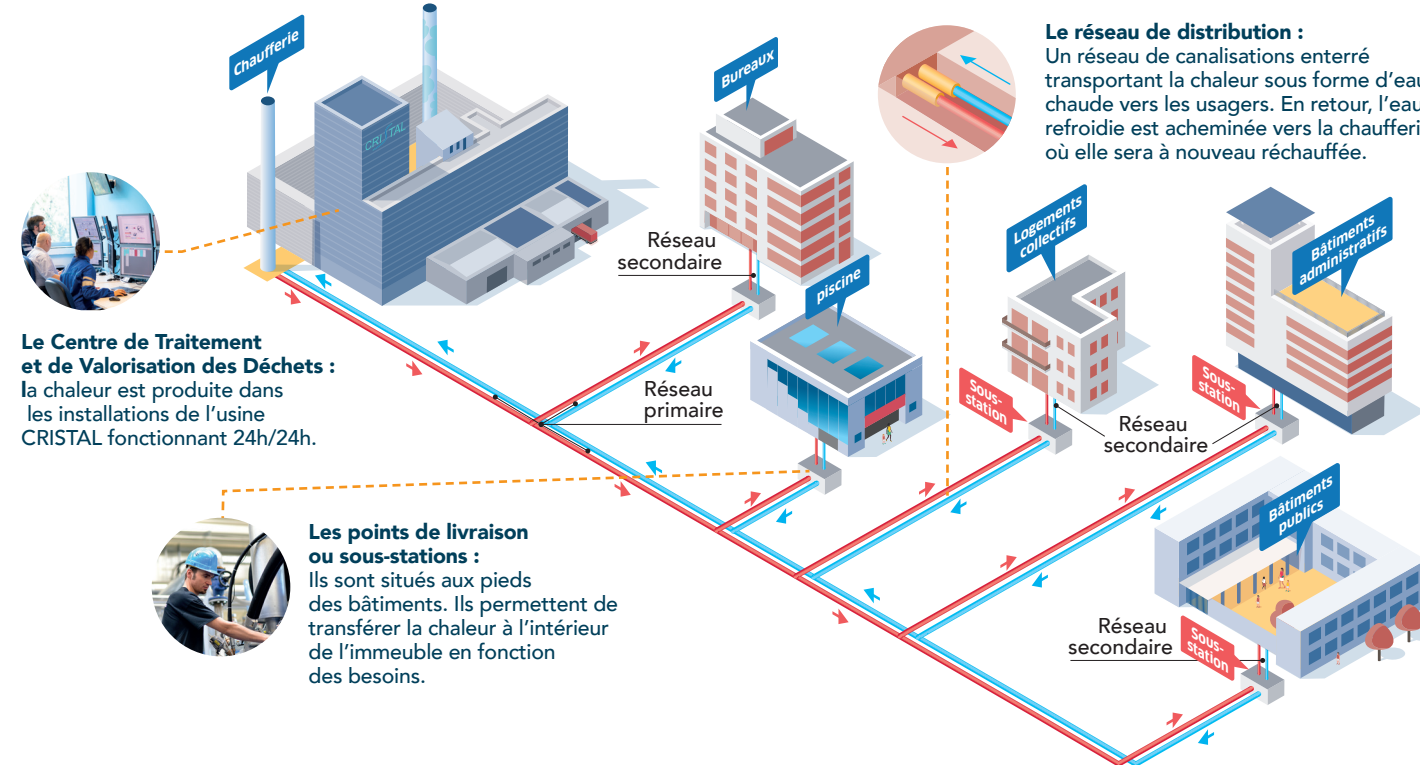 Chaufferie
CRISTAL
Bureaux
Le réseau de distribution :
Un réseau de canalisations enterré
transportant la chaleur sous forme d'eau
chaude vers les usagers. En retour, l'eau
refroidie est acheminée vers la chaufferi
où elle sera à nouveau réchauffée.
Logements
collectifs
Bâtiments
administratifs
Réseau
secondaire
piscine
Le Centre de Traitement
et de Valorisation des Déchets :
la chaleur est produite dans
les installations de l'usine
CRISTAL fonctionnant 24h/24h.
Réseau
primaire
Sous-
station
Sous-
station
Réseau
secondaire
Bâtiments
publics
Les points de livraison
ou sous-stations :
Ils sont situés aux pieds
des bâtiments. Ils permettent de
transférer la chaleur à l'intérieur
de l'immeuble en fonction
des besoins.
Réseau
secondaire
Sous-
station